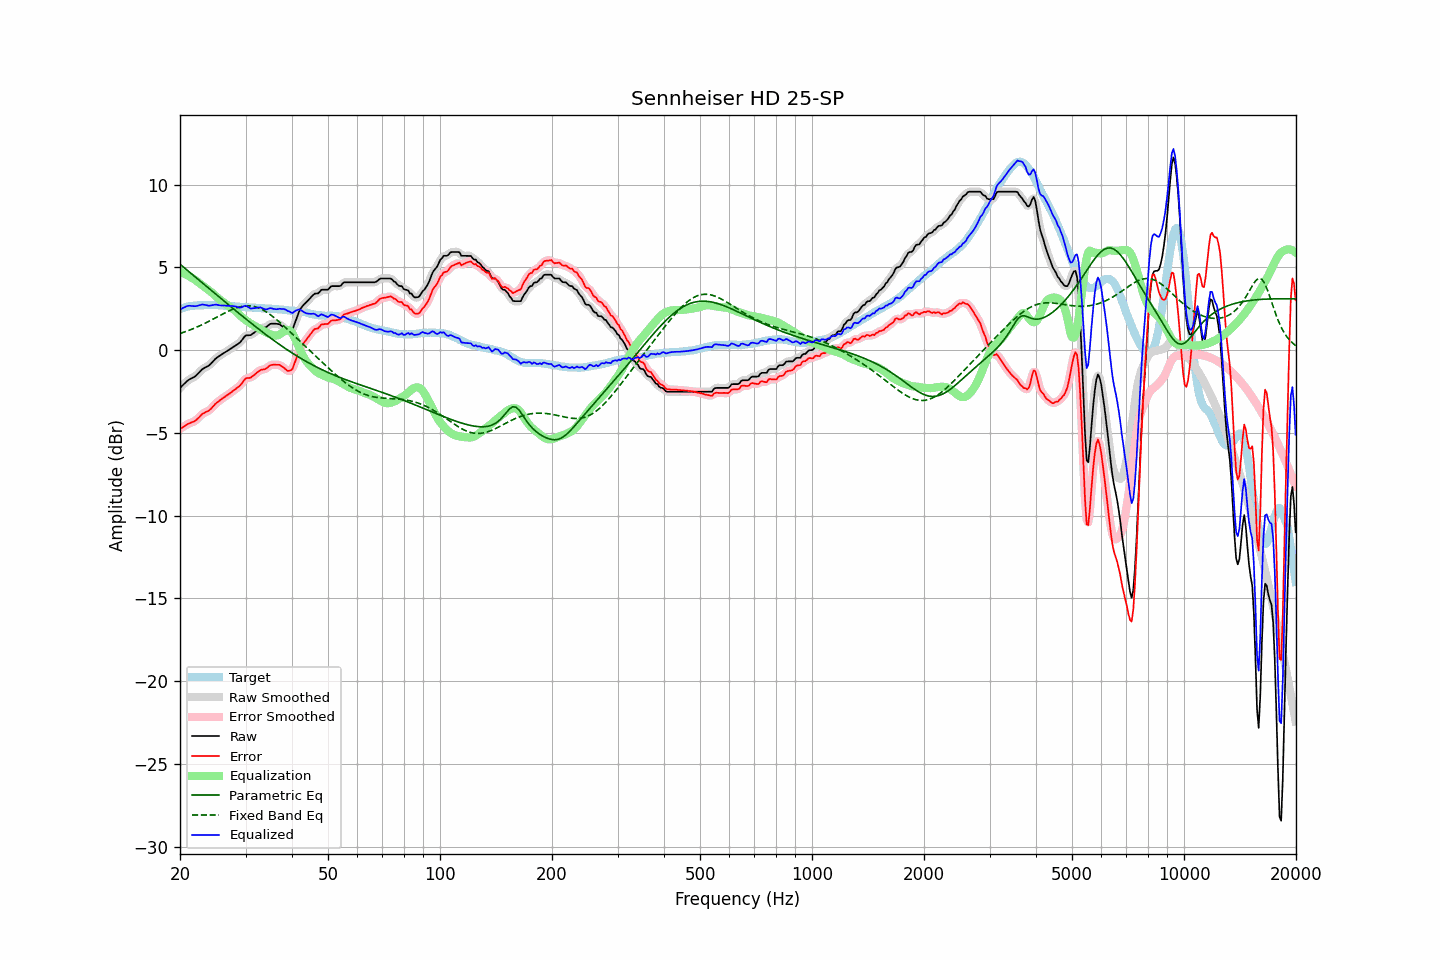 Sennheiser HD 25-SP
10
5
0
−5
−10
−15
−20
−25
−30
Amplitude (dBr)
Target
Raw Smoothed
Error Smoothed
Raw
Error
Equalization
Parametric Eq
Fixed Band Eq
Equalized
20 50 100 200 500 1000 2000 5000 10000 20000
Frequency (Hz)